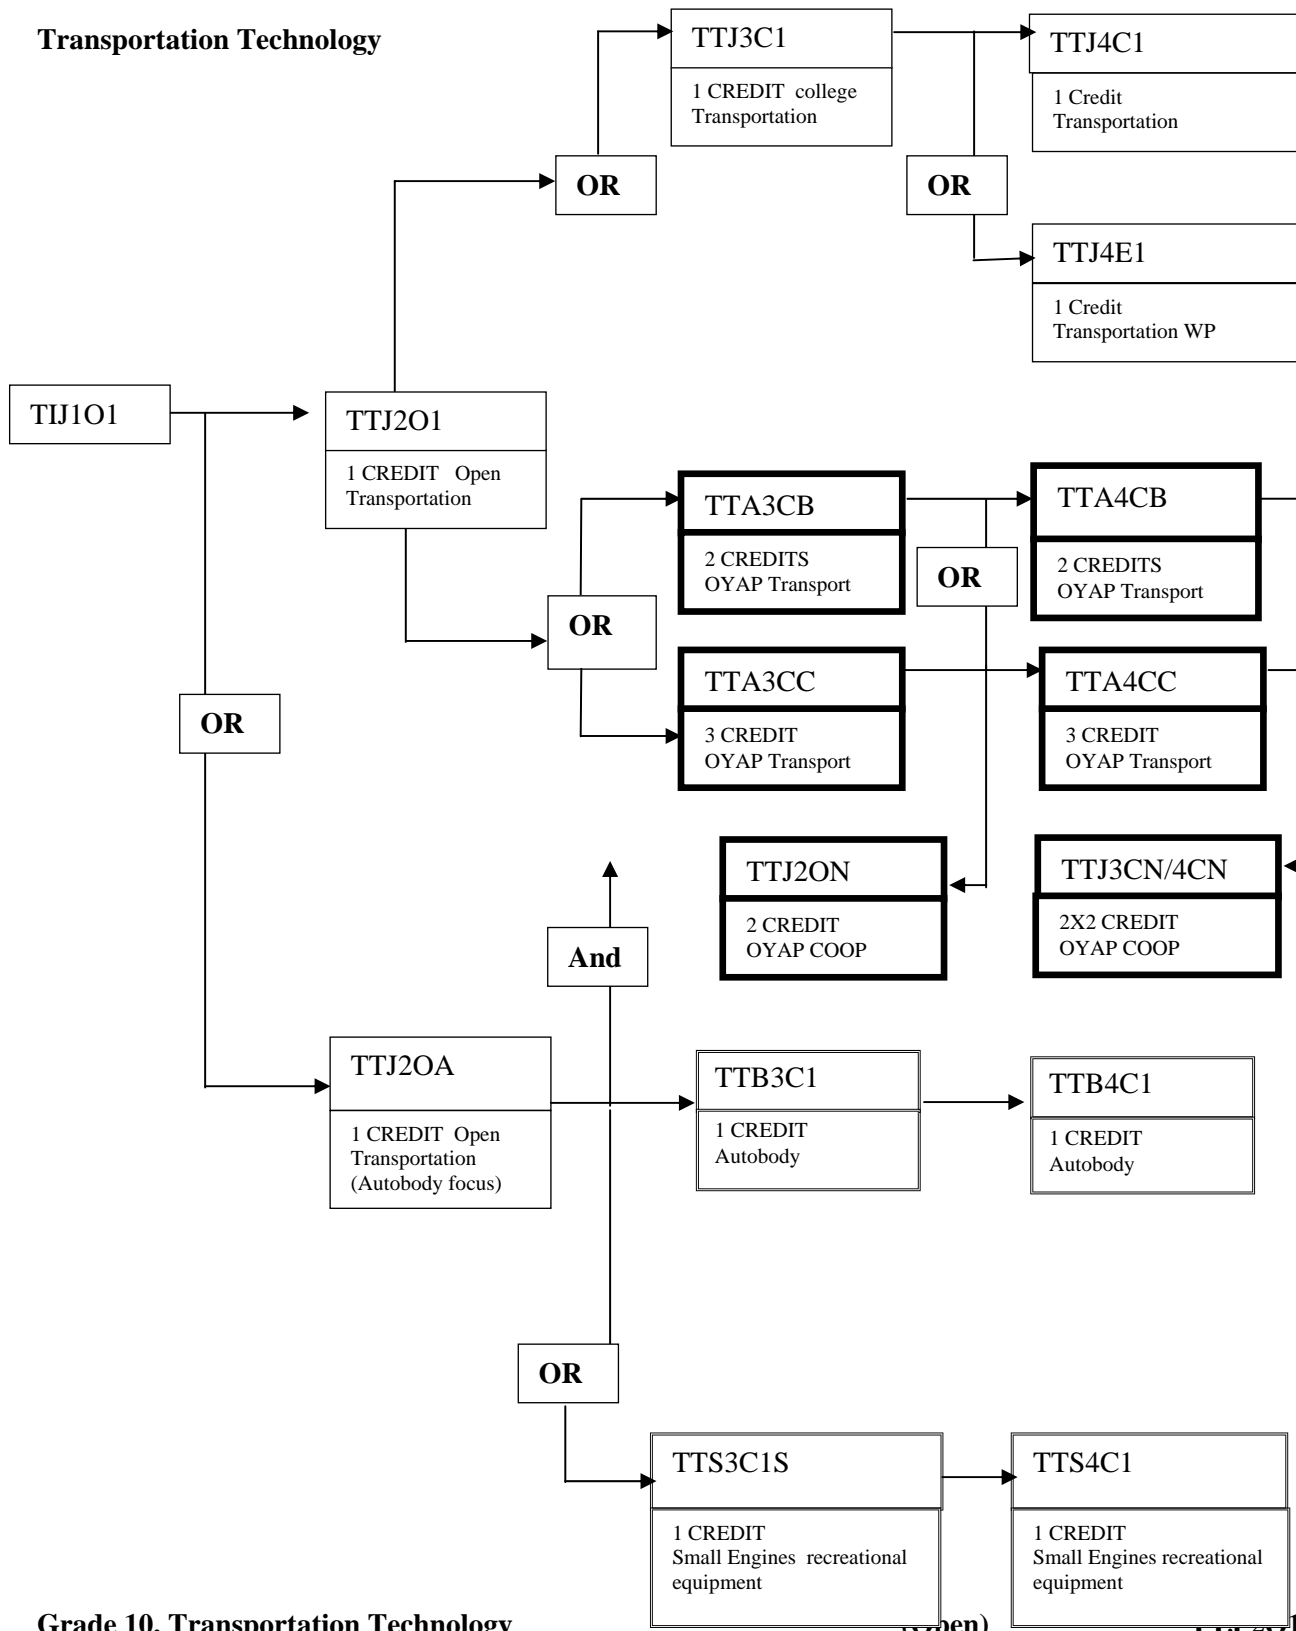 Transportation Technology
TTJ3C1
1 CREDIT college
Transportation
TTJ4C1
1 Credit
Transportation
OR
OR
TTJ4E1
1 Credit
Transportation WP
TIJ1O1
TTJ2O1
1 CREDIT Open
Transportation
TTA3CB
2 CREDITS
OYAP Transport
OR
TTA4CB
2 CREDITS
OYAP Transport
OR
TTA3CC
3 CREDIT
OYAP Transport
TTA4CC
3 CREDIT
OYAP Transport
OR
TTJ2ON
2 CREDIT
OYAP COOP
TTJ3CN/4CN
2X2 CREDIT
OYAP COOP
And
TTJ2OA
1 CREDIT Open
Transportation
(Autobody focus)
TTB3C1
1 CREDIT
Autobody
TTB4C1
1 CREDIT
Autobody
OR
TTS3C1S
1 CREDIT
Small Engines recreational
equipment
TTS4C1
1 CREDIT
Small Engines recreational
equipment
Grade 10, Transportation Technology (Open) TTJ2O1